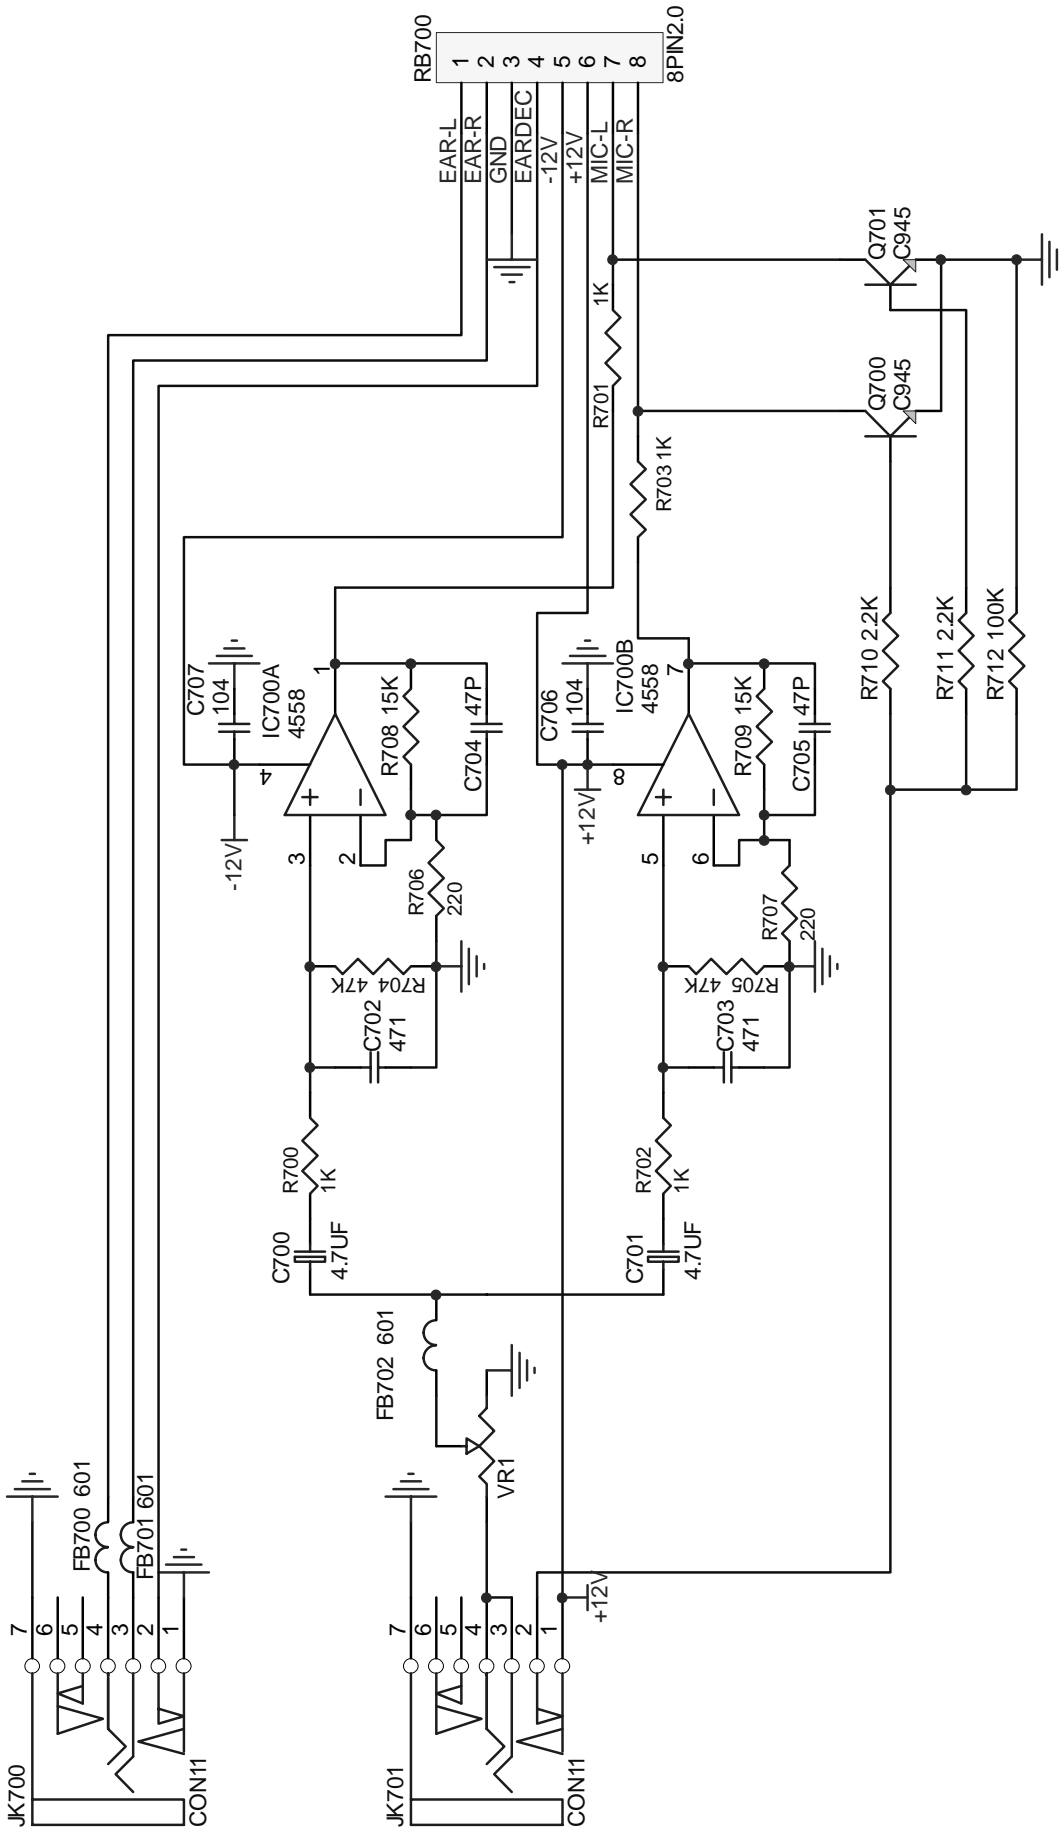 JK700
CON11
7
6
5
4
3
2
1
FB700 601
FB701 601
RB700
1
2
3
4
5
6
7
8
8PIN2.0
EAR-L
EAR-R
GND
EARDEC
-12V
+12V
MIC-L
MIC-R
C707
104
-12V
4
IC700A
4558
3
2
1
R708 15K
C704 47P
R706
220
R704 47K
C702
471
R700
1K
C700
4.7UF
R701 1K
R703 1K
C706
104
+12V
8
IC700B
4558
5
6
7
R709 15K
C705 47P
R707
220
R705 47K
C703
471
R702
1K
C701
4.7UF
FB702 601
VR1
JK701
CON11
7
6
5
4
3
2
1
+12V
Q701
C945
Q700
C945
R710 2.2K
R711 2.2K
R712 100K